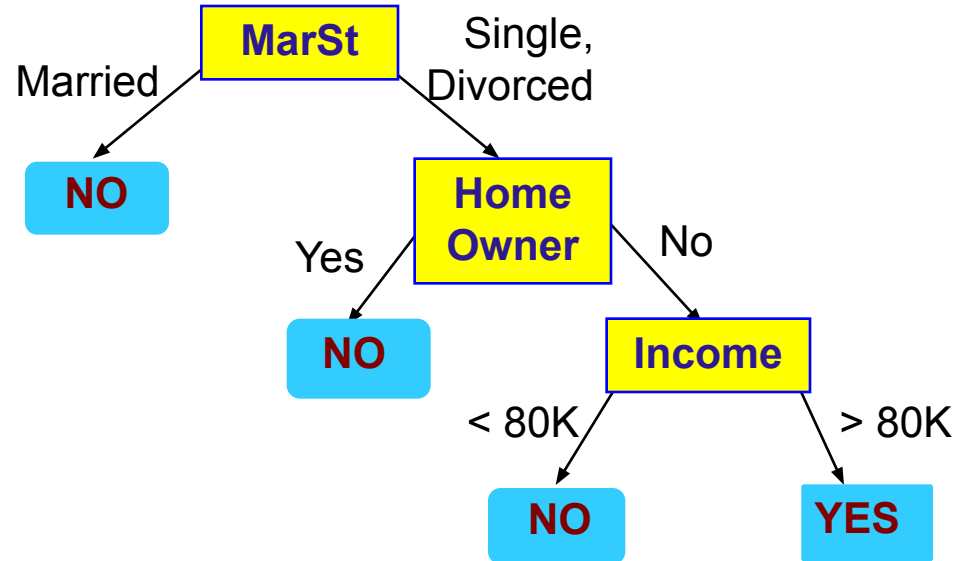 MarSt
Single,
Divorced
Married
NO
Home
Owner
Yes
No
NO
Income
< 80K
> 80K
NO
YES